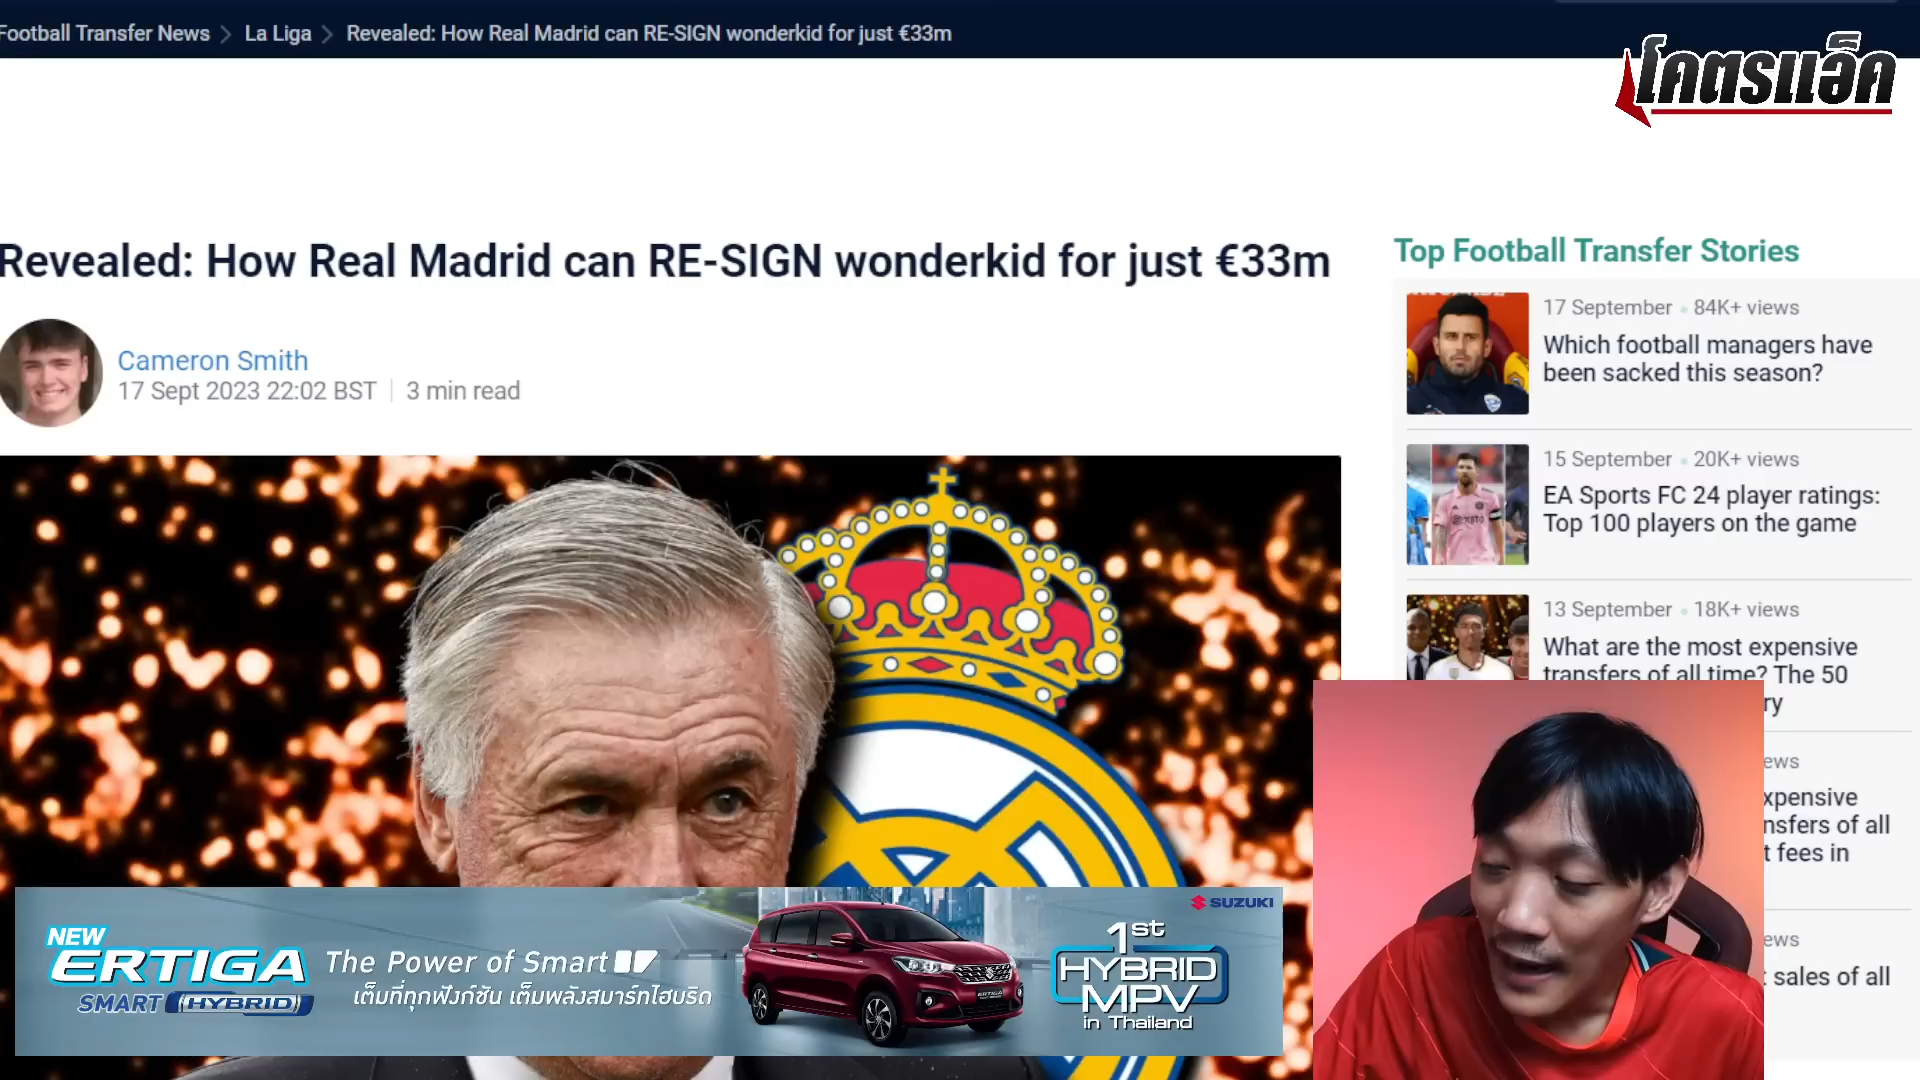 Football Transfer News > La Liga > Revealed: How Real Madrid can RE-SIGN wonderkid for just €33m
โคตรแอ็ค
Revealed: How Real Madrid can RE-SIGN wonderkid for just €33m
Cameron Smith
17 Sept 2023 22:02 BST | 3 min read
Top Football Transfer Stories
17 September • 84K+ views
Which football managers have
been sacked this season?
15 September • 20K+ views
EA Sports FC 24 player ratings:
Top 100 players on the game
13 September • 18K+ views
What are the most expensive
transfers of all time? The 50
ry
ews
xpensive
nsfers of all
t fees in
ews
sales of all
NEW
ERTIGA
SMART HYBRID
The Power of Smart
เต็มที่ทุกฟังก์ชัน เต็มพลังสมาร์ทไฮบริด
SUZUKI
1st
HYBRID
MPV
in Thailand